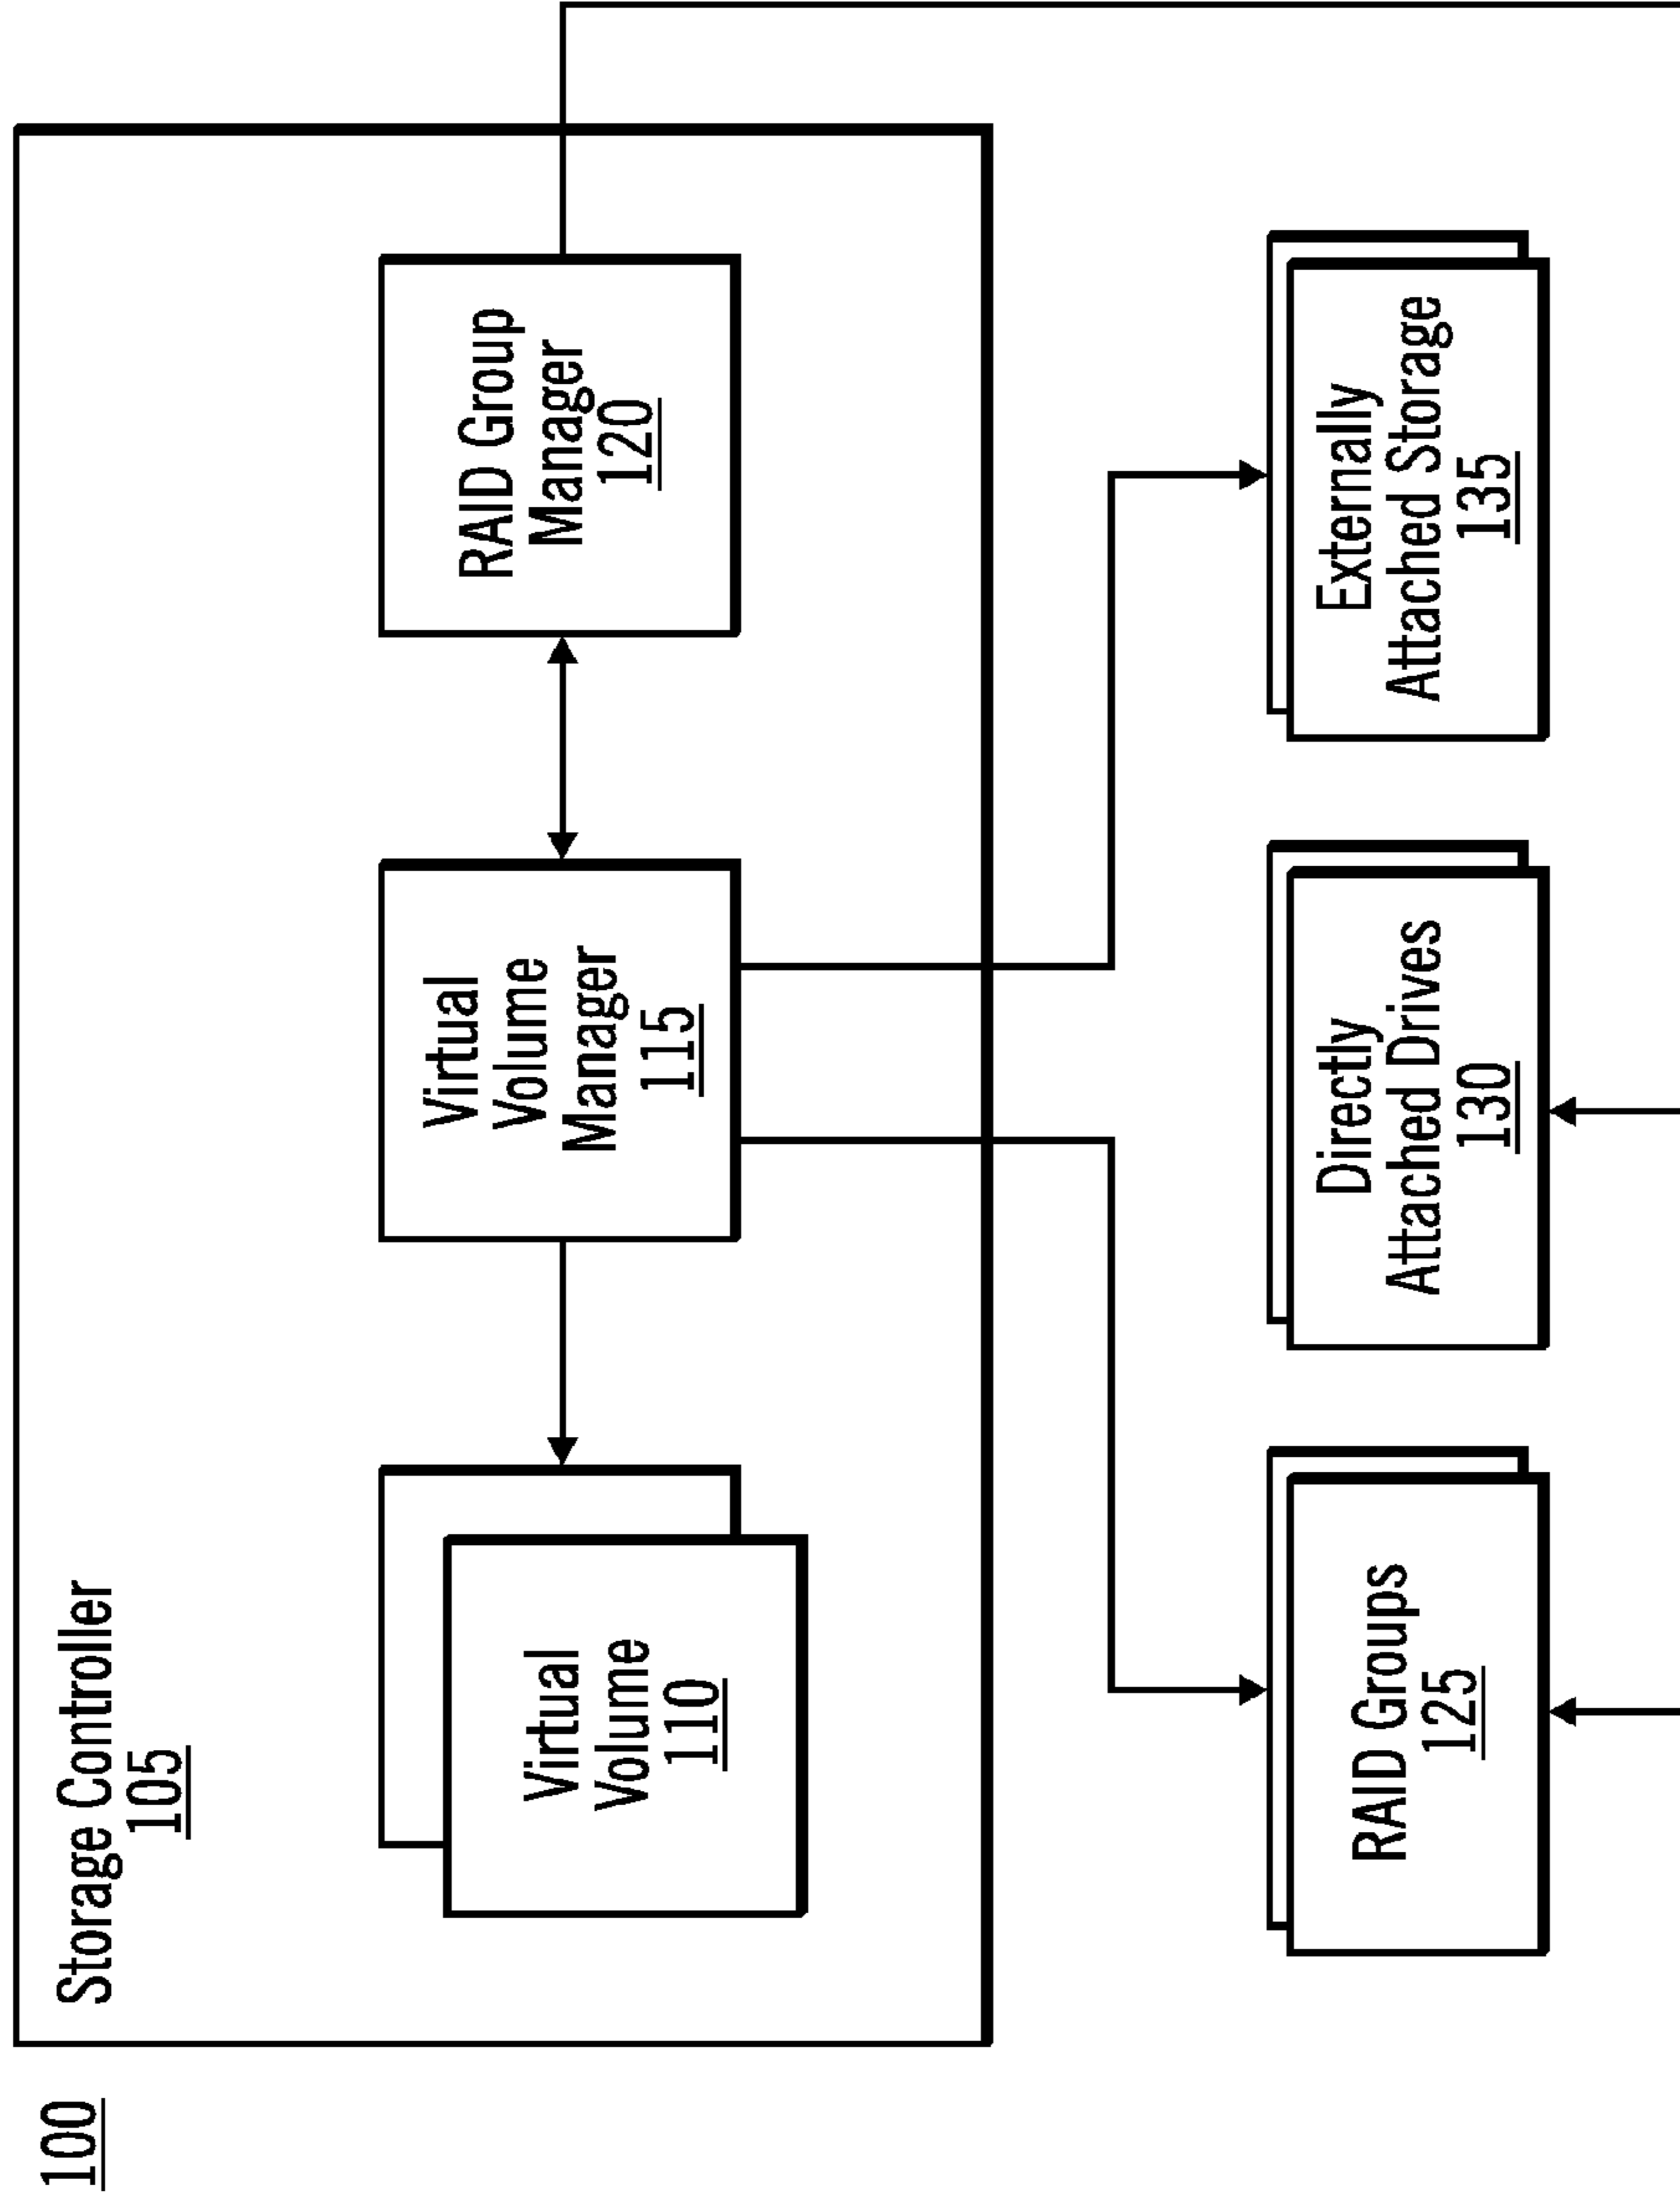 100
Storage Controller
105
Virtual
Volume
110
Virtual
Volume
Manager
115
RAID Group
Manager
120
RAID Groups
125
Directly
Attached Drives
130
Externally
Attached Storage
135